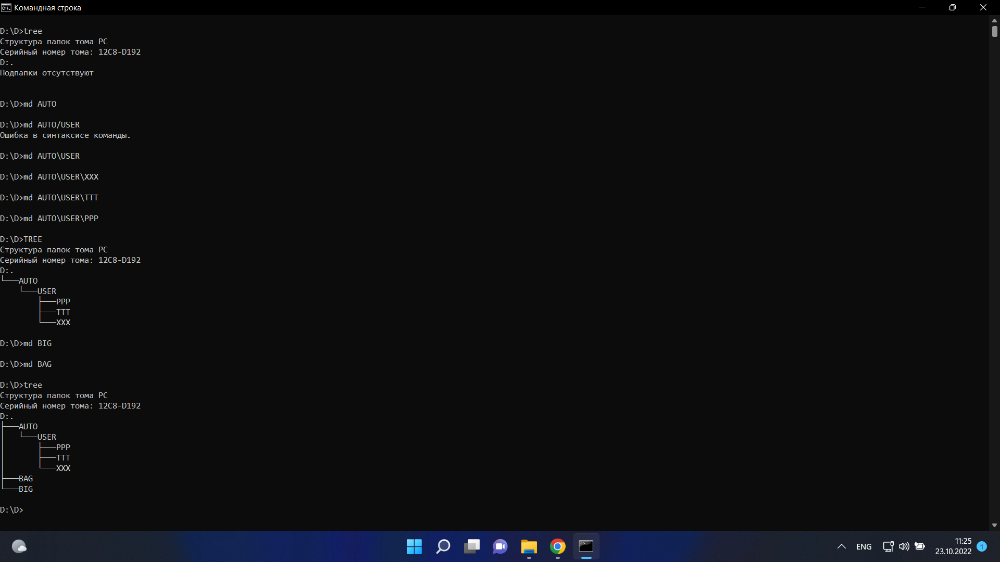 Командная строка
D:\D>tree
Структура папок тома PC
Серийный номер тома: 12C8-D192
D:.
Подпапки отсутствуют
D:\D>md AUTO
D:\D>md AUTO/USER
Ошибка в синтаксисе команды.
D:\D>md AUTO\USER
D:\D>md AUTO\USER\XXX
D:\D>md AUTO\USER\TTT
D:\D>md AUTO\USER\PPP
D:\D>TREE
Структура папок тома PC
Серийный номер тома: 12C8-D192
D:.
└───AUTO
    └───USER
        ├───PPP
        ├───TTT
        └───XXX
D:\D>md BIG
D:\D>md BAG
D:\D>tree
Структура папок тома PC
Серийный номер тома: 12C8-D192
D:.
├───AUTO
│   └───USER
│       ├───PPP
│       ├───TTT
│       └───XXX
├───BAG
└───BIG
D:\D>
ENG
11:25
23.10.2022
1